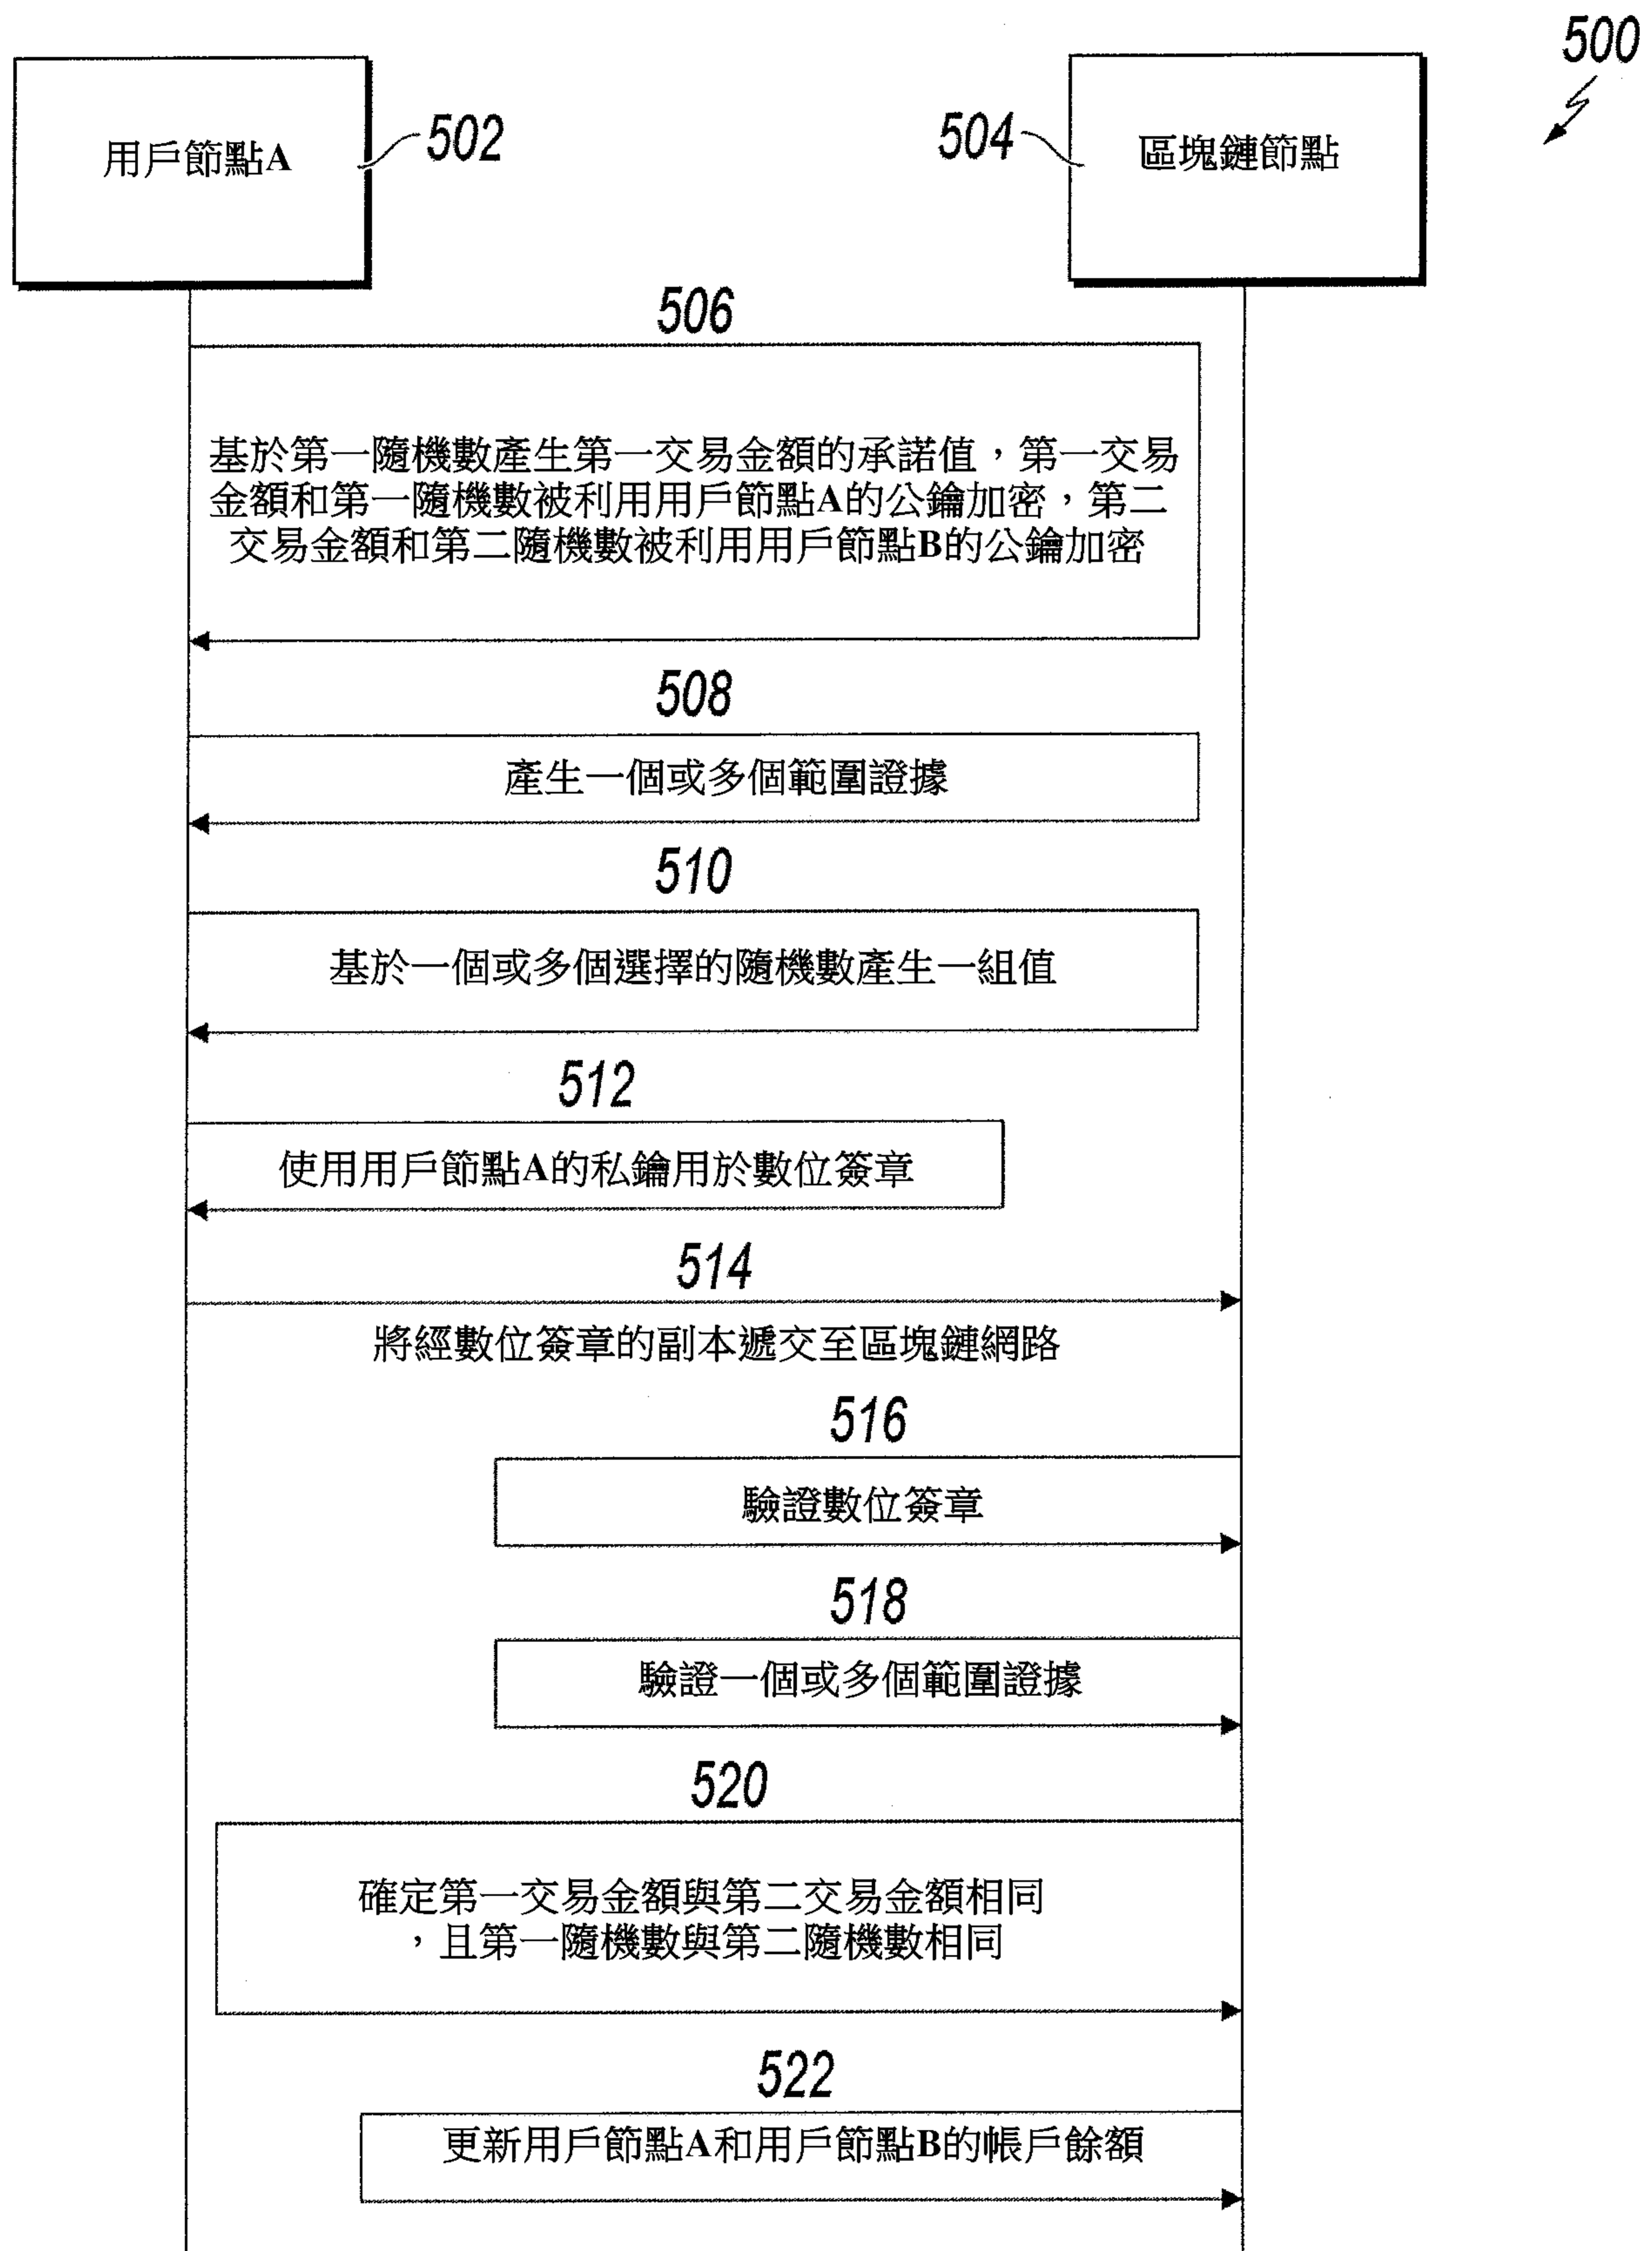 500
用戶節點A
502
504
區塊鏈節點
506
基於第一隨機數產生第一交易金額的承諾值，第一交易
金額和第一隨機數被利用用戶節點A的公鑰加密，第二
交易金額和第二隨機數被利用用戶節點B的公鑰加密
508
產生一個或多個範圍證據
510
基於一個或多個選擇的隨機數產生一組值
512
使用用戶節點A的私鑰用於數位簽章
514
將經數位簽章的副本遞交至區塊鏈網路
516
驗證數位簽章
518
驗證一個或多個範圍證據
520
確定第一交易金額與第二交易金額相同
，且第一隨機數與第二隨機數相同
522
更新用戶節點A和用戶節點B的帳戶餘額